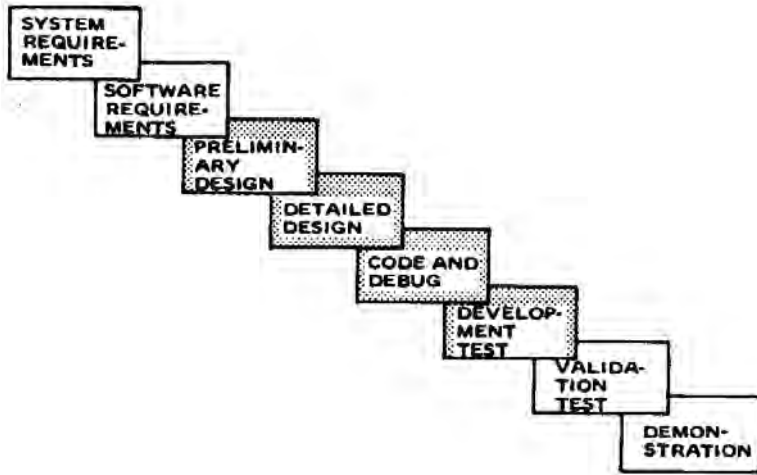 SYSTEM
REQUIRE-
MENTS
SOFTWARE
REQUIRE-
MENTS
PRELIMIN-
ARY
DESIGN
DETAILED
DESIGN
CODE AND
DEBUG
DEVELOP-
MENT
TEST
VALIDA-
TION
TEST
DEMON-
STRATION